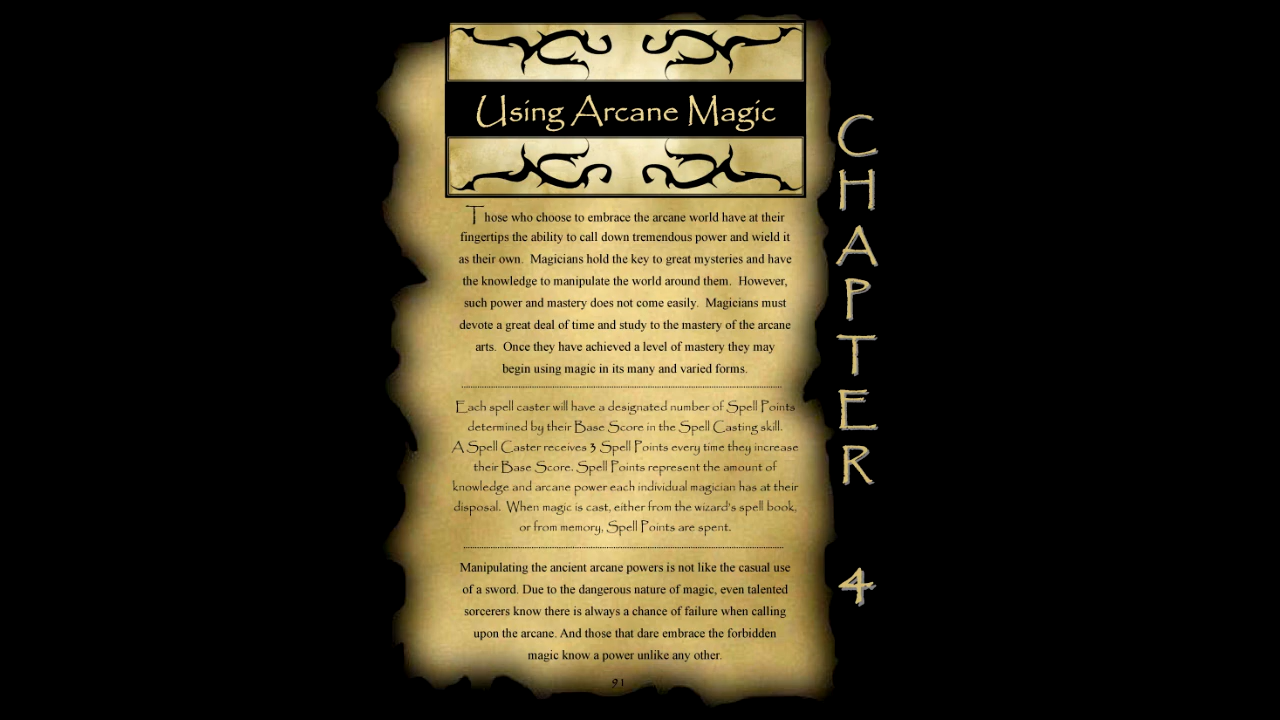 Using Arcane Magic
Those who choose to embrace the arcane world have at their
fingertips the ability to call down tremendous power and wield it
as their own.  Magicians hold the key to great mysteries and have
the knowledge to manipulate the world around them.  However,
such power and mastery does not come easily.  Magicians must
devote a great deal of time and study to the mastery of the arcane
arts.  Once they have achieved a level of mastery they may
begin using magic in its many and varied forms.
Each spell caster will have a designated number of Spell Points
determined by their Base Score in the Spell Casting skill.
A Spell Caster receives 3 Spell Points every time they increase
their Base Score. Spell Points represent the amount of
knowledge and arcane power each individual magician has at their
disposal.  When magic is cast, either from the wizard's spell book,
or from memory, Spell Points are spent.
Manipulating the ancient arcane powers is not like the casual use
of a sword. Due to the dangerous nature of magic, even talented
sorcerers know there is always a chance of failure when calling
upon the arcane. And those that dare embrace the forbidden
magic know a power unlike any other.
91
CHAPTER 4